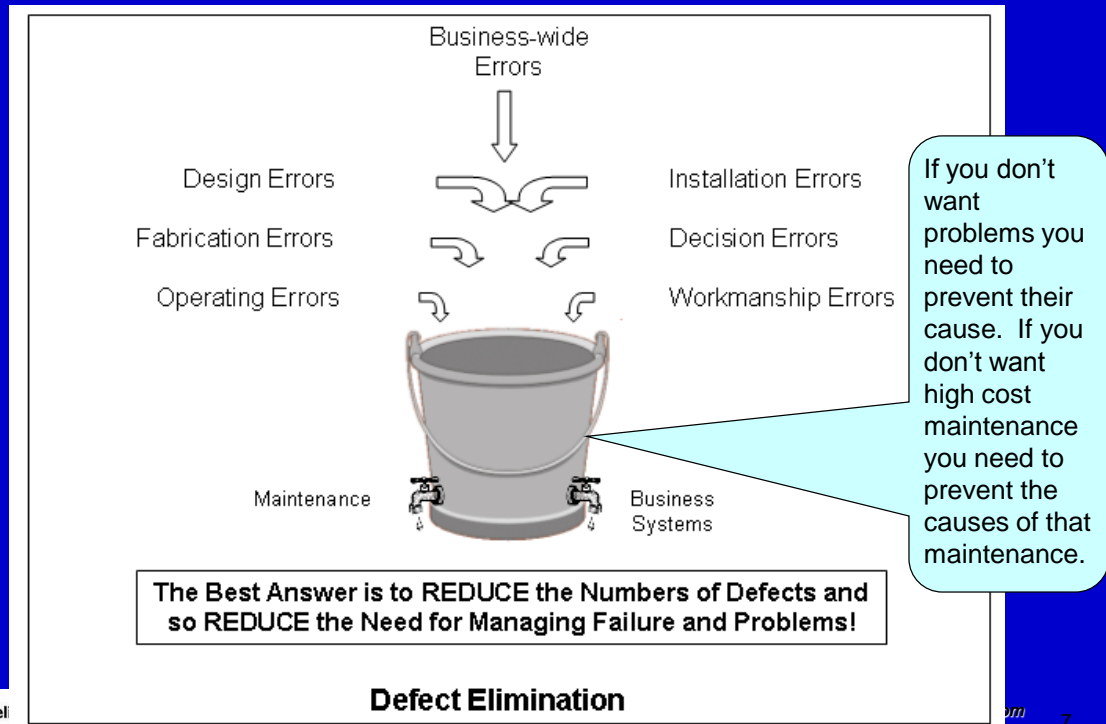 Business-wide
Errors
Design Errors
Installation Errors
Fabrication Errors
Decision Errors
Operating Errors
Workmanship Errors
Maintenance
Business
Systems
If you don't
want
problems you
need to
prevent their
cause.  If you
don't want
high cost
maintenance
you need to
prevent the
causes of that
maintenance.
The Best Answer is to REDUCE the Numbers of Defects and
so REDUCE the Need for Managing Failure and Problems!
Defect Elimination
7